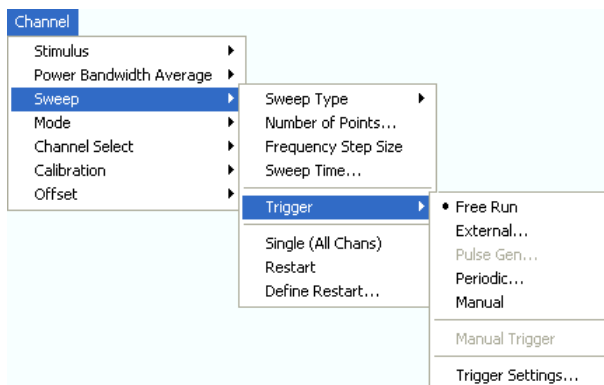 Channel
Stimulus
Power Bandwidth Average
Sweep
Mode
Channel Select
Calibration
Offset
Sweep Type
Number of Points...
Frequency Step Size
Sweep Time...
Trigger
Single (All Chans)
Restart
Define Restart...
Free Run
External...
Pulse Gen...
Periodic...
Manual
Manual Trigger
Trigger Settings...